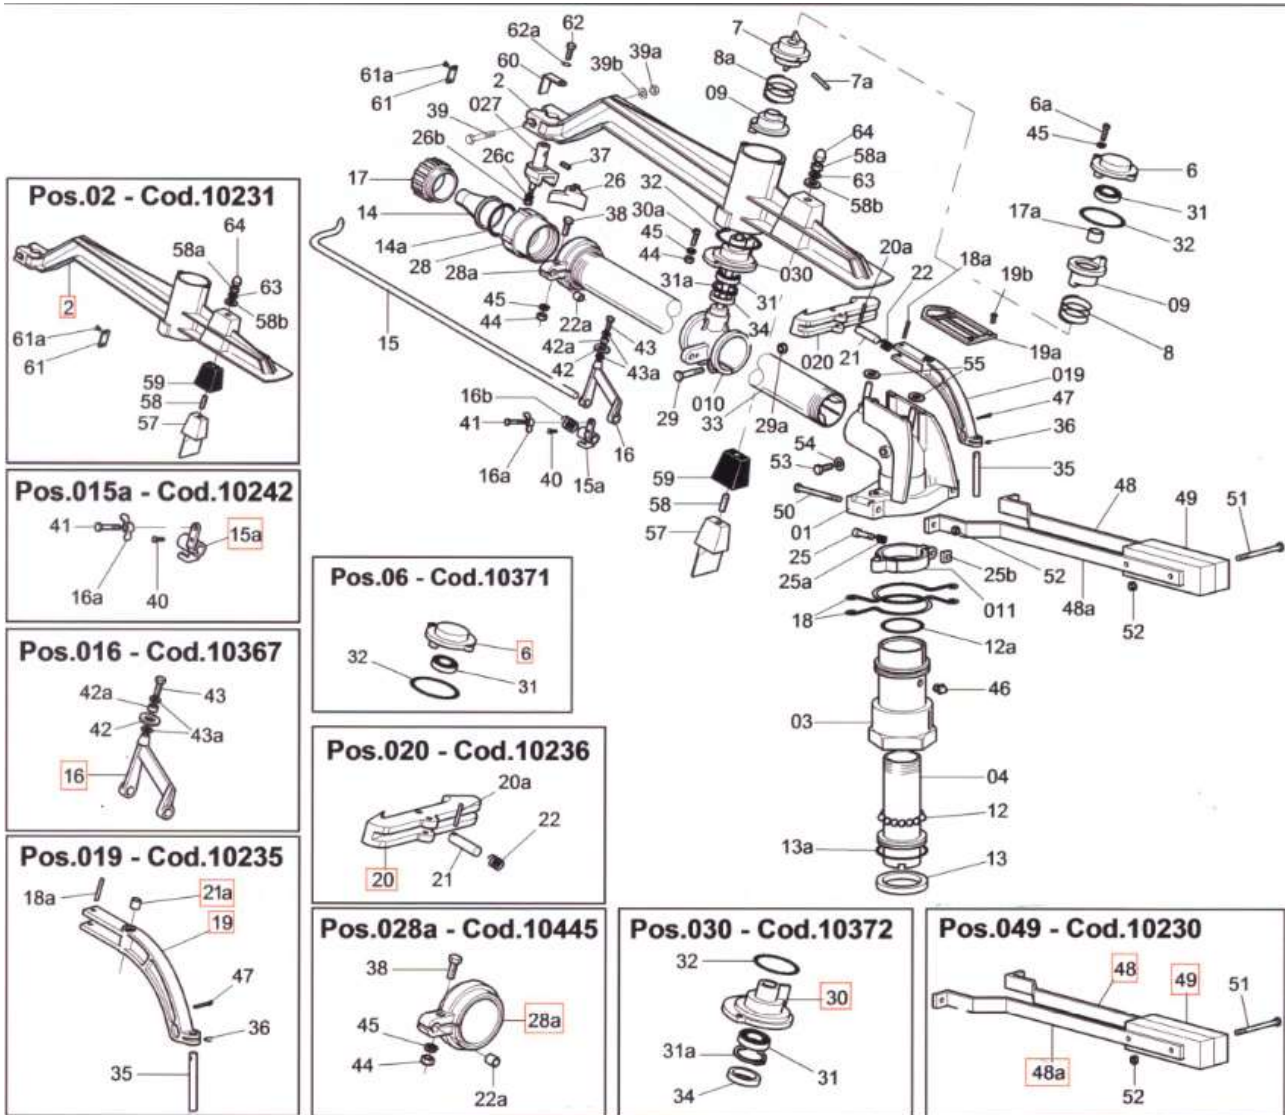 62
7
62a
39a
39b
60
8a
7a
61a
2
61
6a
027
09
45
39
64
26b
58a
6
37
26c
63
17
26
32
31
38
30a
58b
17a
14
45
20a
32
18a
14a
44
22
19b
28
030
28a
31a
31
09
45
34
44
22a
020
21
19a
8
15
43
42a
55
019
42
43a
010
47
16b
29
33
36
41
29a
16
54
16a
40
15a
53
35
59
58
50
48
49
51
57
01
25
52
25a
25b
48a
18
011
52
12a
46
03
04
12
13a
13
Pos.02 - Cod.10231
64
58a
63
2
58b
61a
61
59
58
57
Pos.015a - Cod.10242
41
15a
16a
40
Pos.016 - Cod.10367
42a
43
42
43a
16
Pos.019 - Cod.10235
18a
21a
19
47
36
35
Pos.06 - Cod.10371
6
32
31
Pos.020 - Cod.10236
20a
22
20
21
Pos.028a - Cod.10445
38
28a
45
44
22a
Pos.030 - Cod.10372
32
30
31a
31
34
Pos.049 - Cod.10230
48
49
51
48a
52